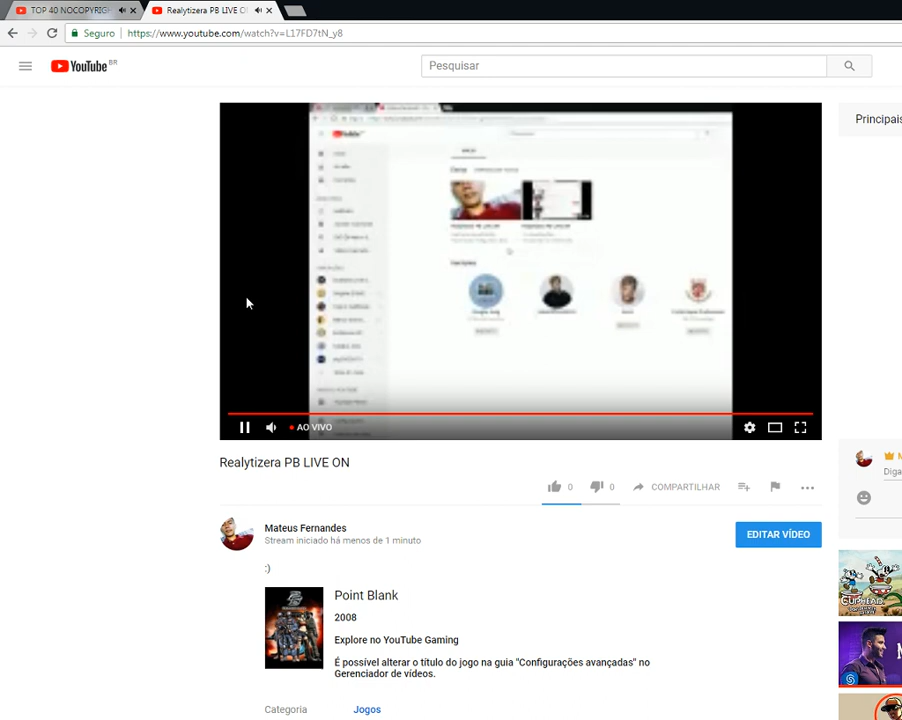 TOP 40 NOCOPYRIGH
Realytizera PB LIVE O
Seguro
https://www.youtube.com/watch?v=L17FD7tN_y8
YouTube BR
Pesquisar
Principais
AO VIVO
Realytizera PB LIVE ON
0
0
COMPARTILHAR
Mateus Fernandes
Stream iniciado há menos de 1 minuto
EDITAR VÍDEO
Diga
:)
Point Blank
2008
Explore no YouTube Gaming
É possível alterar o título do jogo na guia "Configurações avançadas" no
Gerenciador de vídeos.
Categoria
Jogos
CUPHEAD